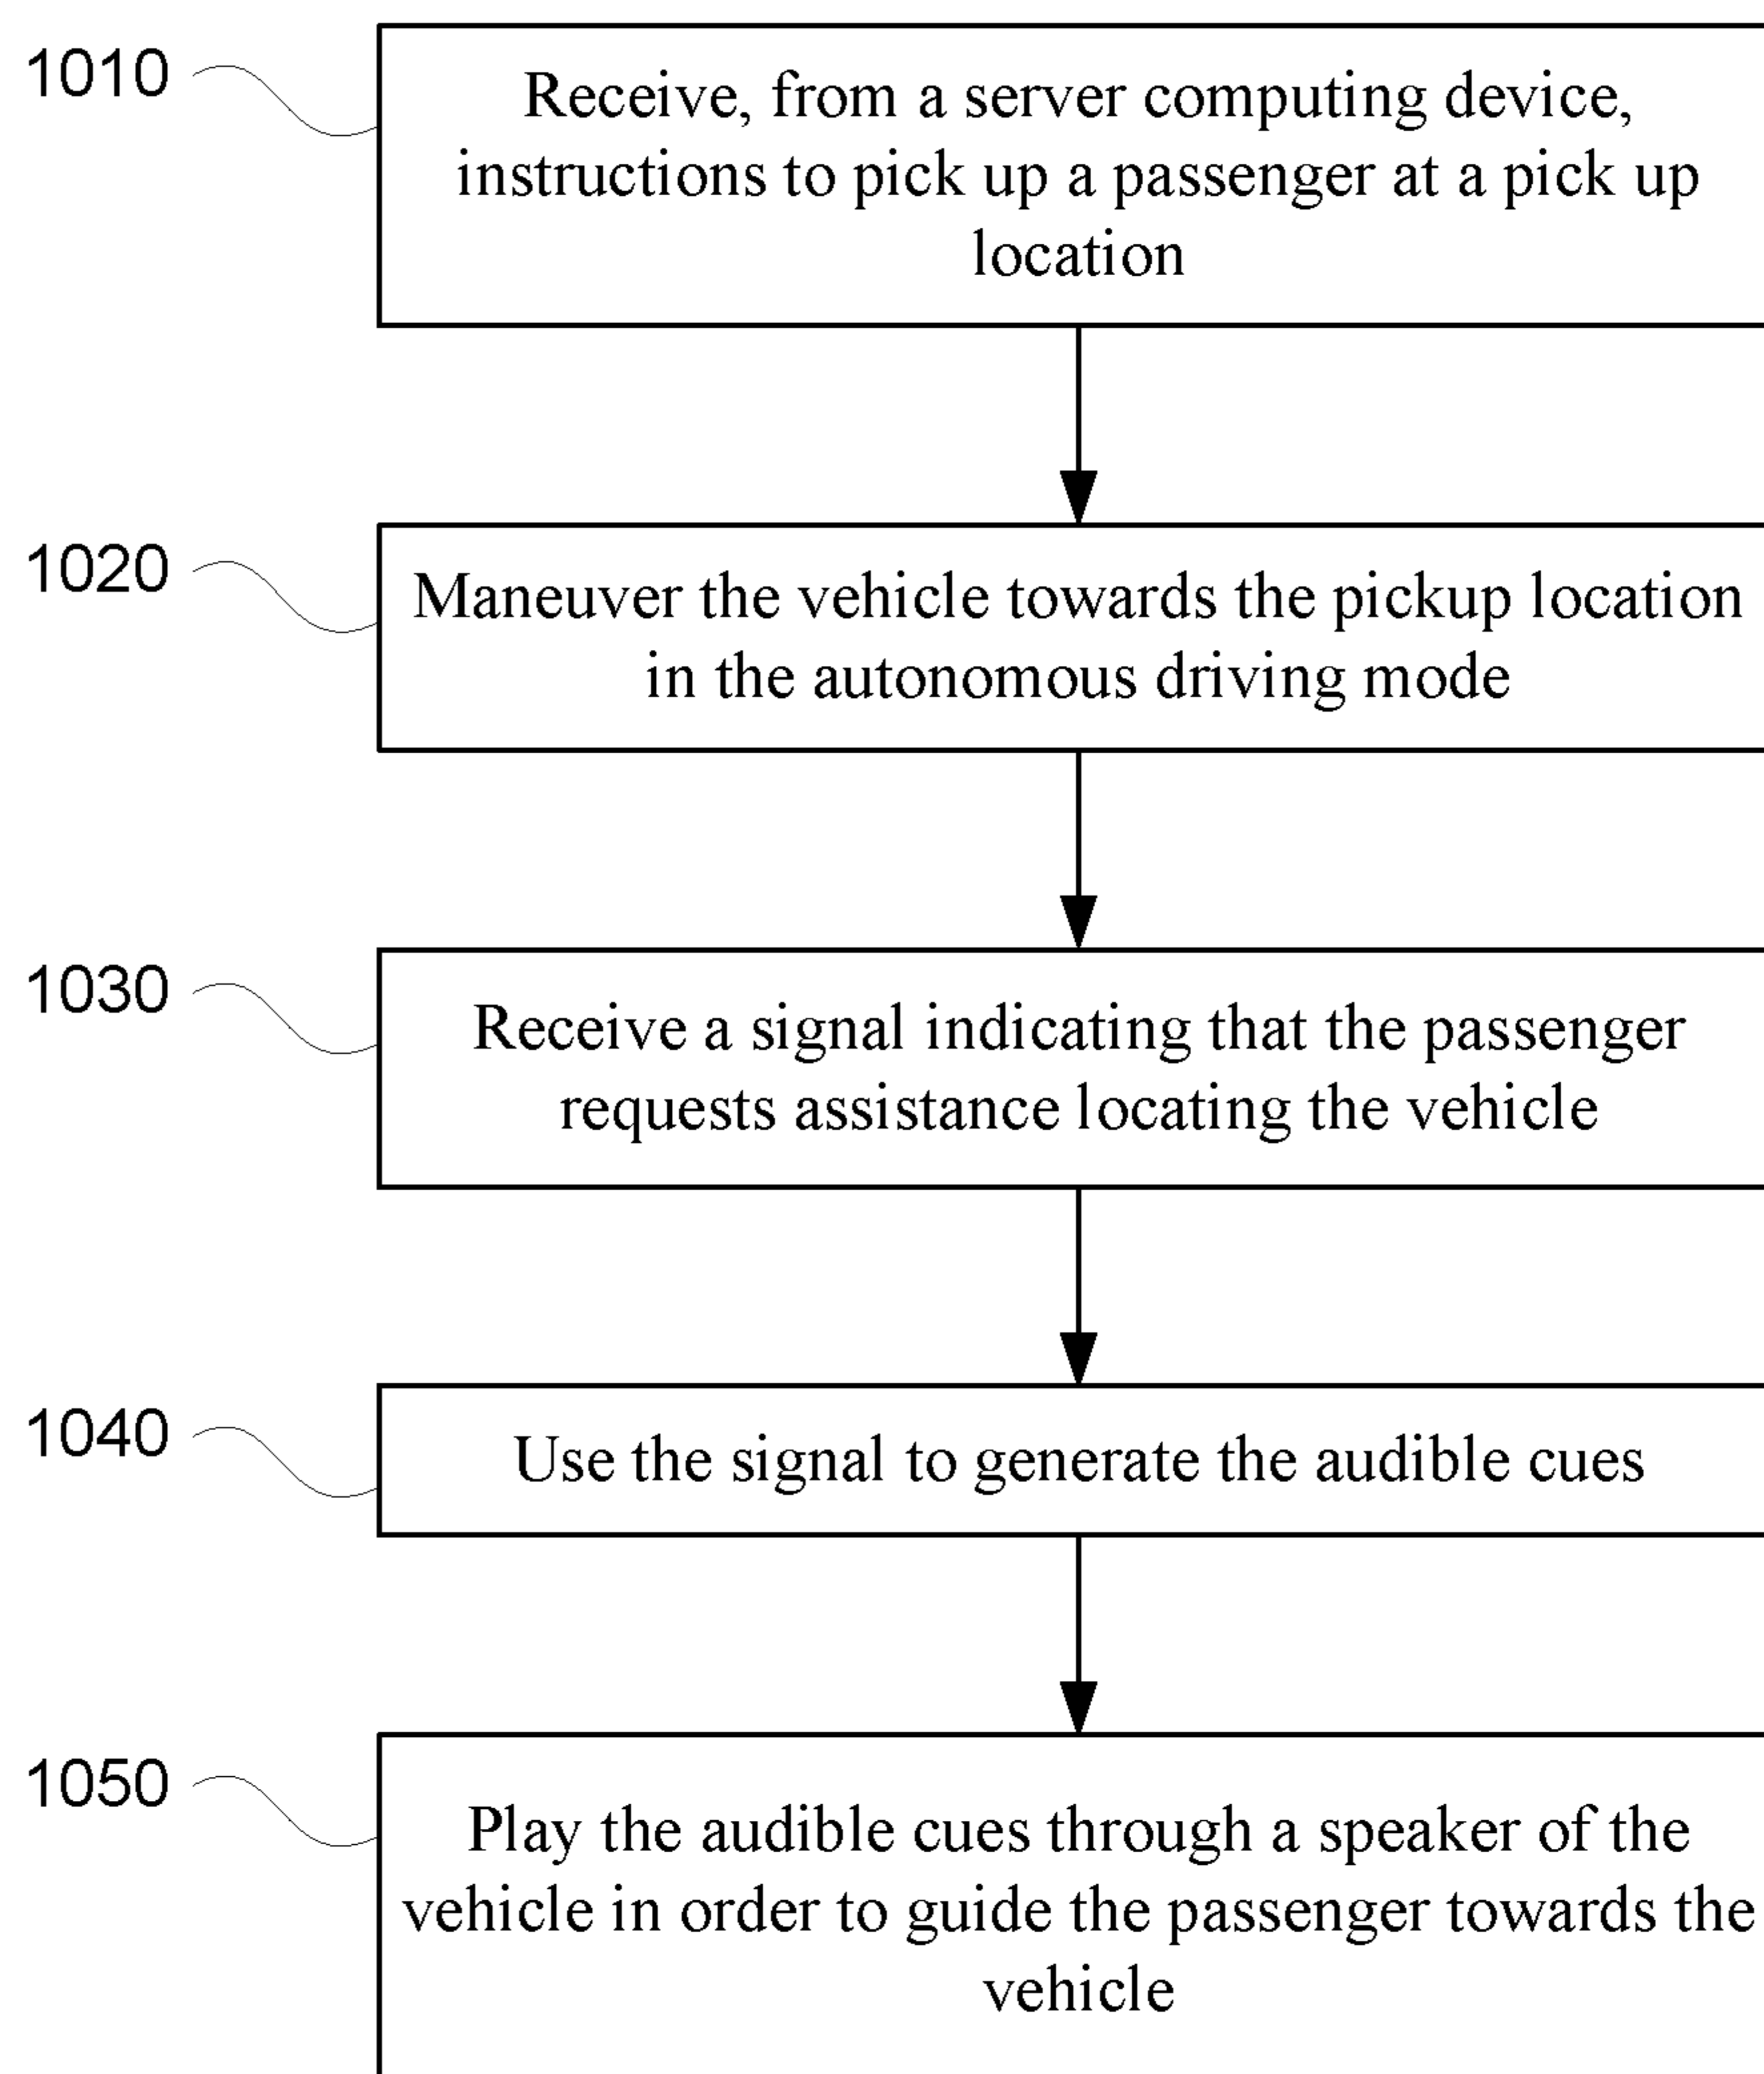 1010
Receive, from a server computing device,
instructions to pick up a passenger at a pick up
location
1020
Maneuver the vehicle towards the pickup location
in the autonomous driving mode
1030
Receive a signal indicating that the passenger
requests assistance locating the vehicle
1040
Use the signal to generate the audible cues
1050
Play the audible cues through a speaker of the
vehicle in order to guide the passenger towards the
vehicle